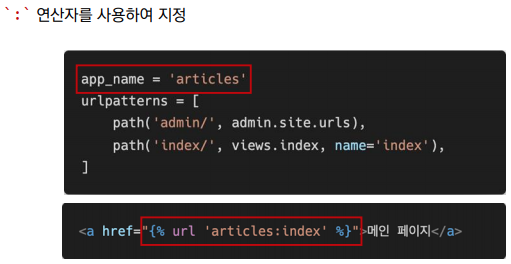 `:` 연산자를 사용하여 지정
app_name = 'articles'
urlpatterns = [
    path('admin/', admin.site.urls),
    path('index/', views.index, name='index'),
]
<a href="{% url 'articles:index' %}">메인 페이지</a>